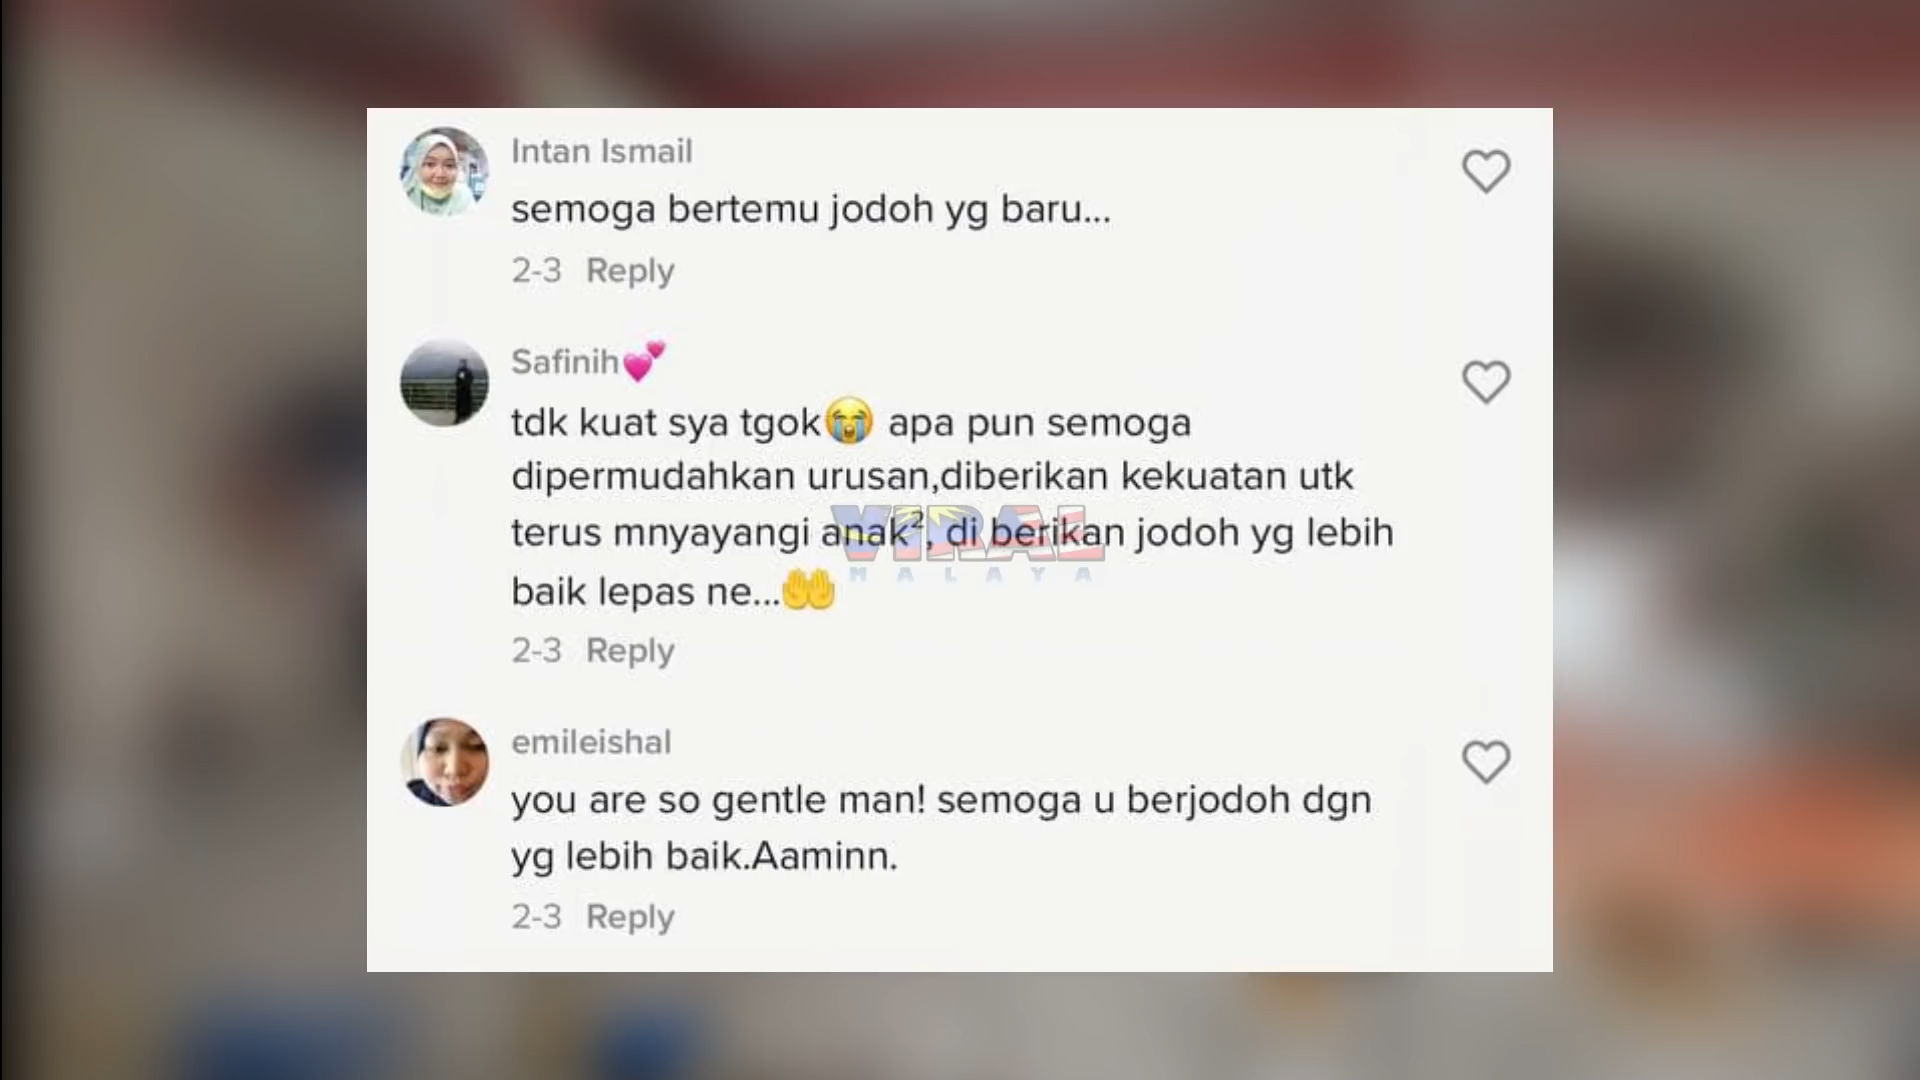 Intan Ismail
semoga bertemu jodoh yg baru...
2-3 Reply
Safinih💕
tdk kuat sya tgok😭 apa pun semoga
dipermudahkan urusan,diberikan kekuatan utk
terus mnyayangi anak², di berikan jodoh yg lebih
baik lepas ne...🤲
VIRAL
MALAYA
2-3 Reply
emileishal
you are so gentle man! semoga u berjodoh dgn
yg lebih baik.Aaminn.
2-3 Reply